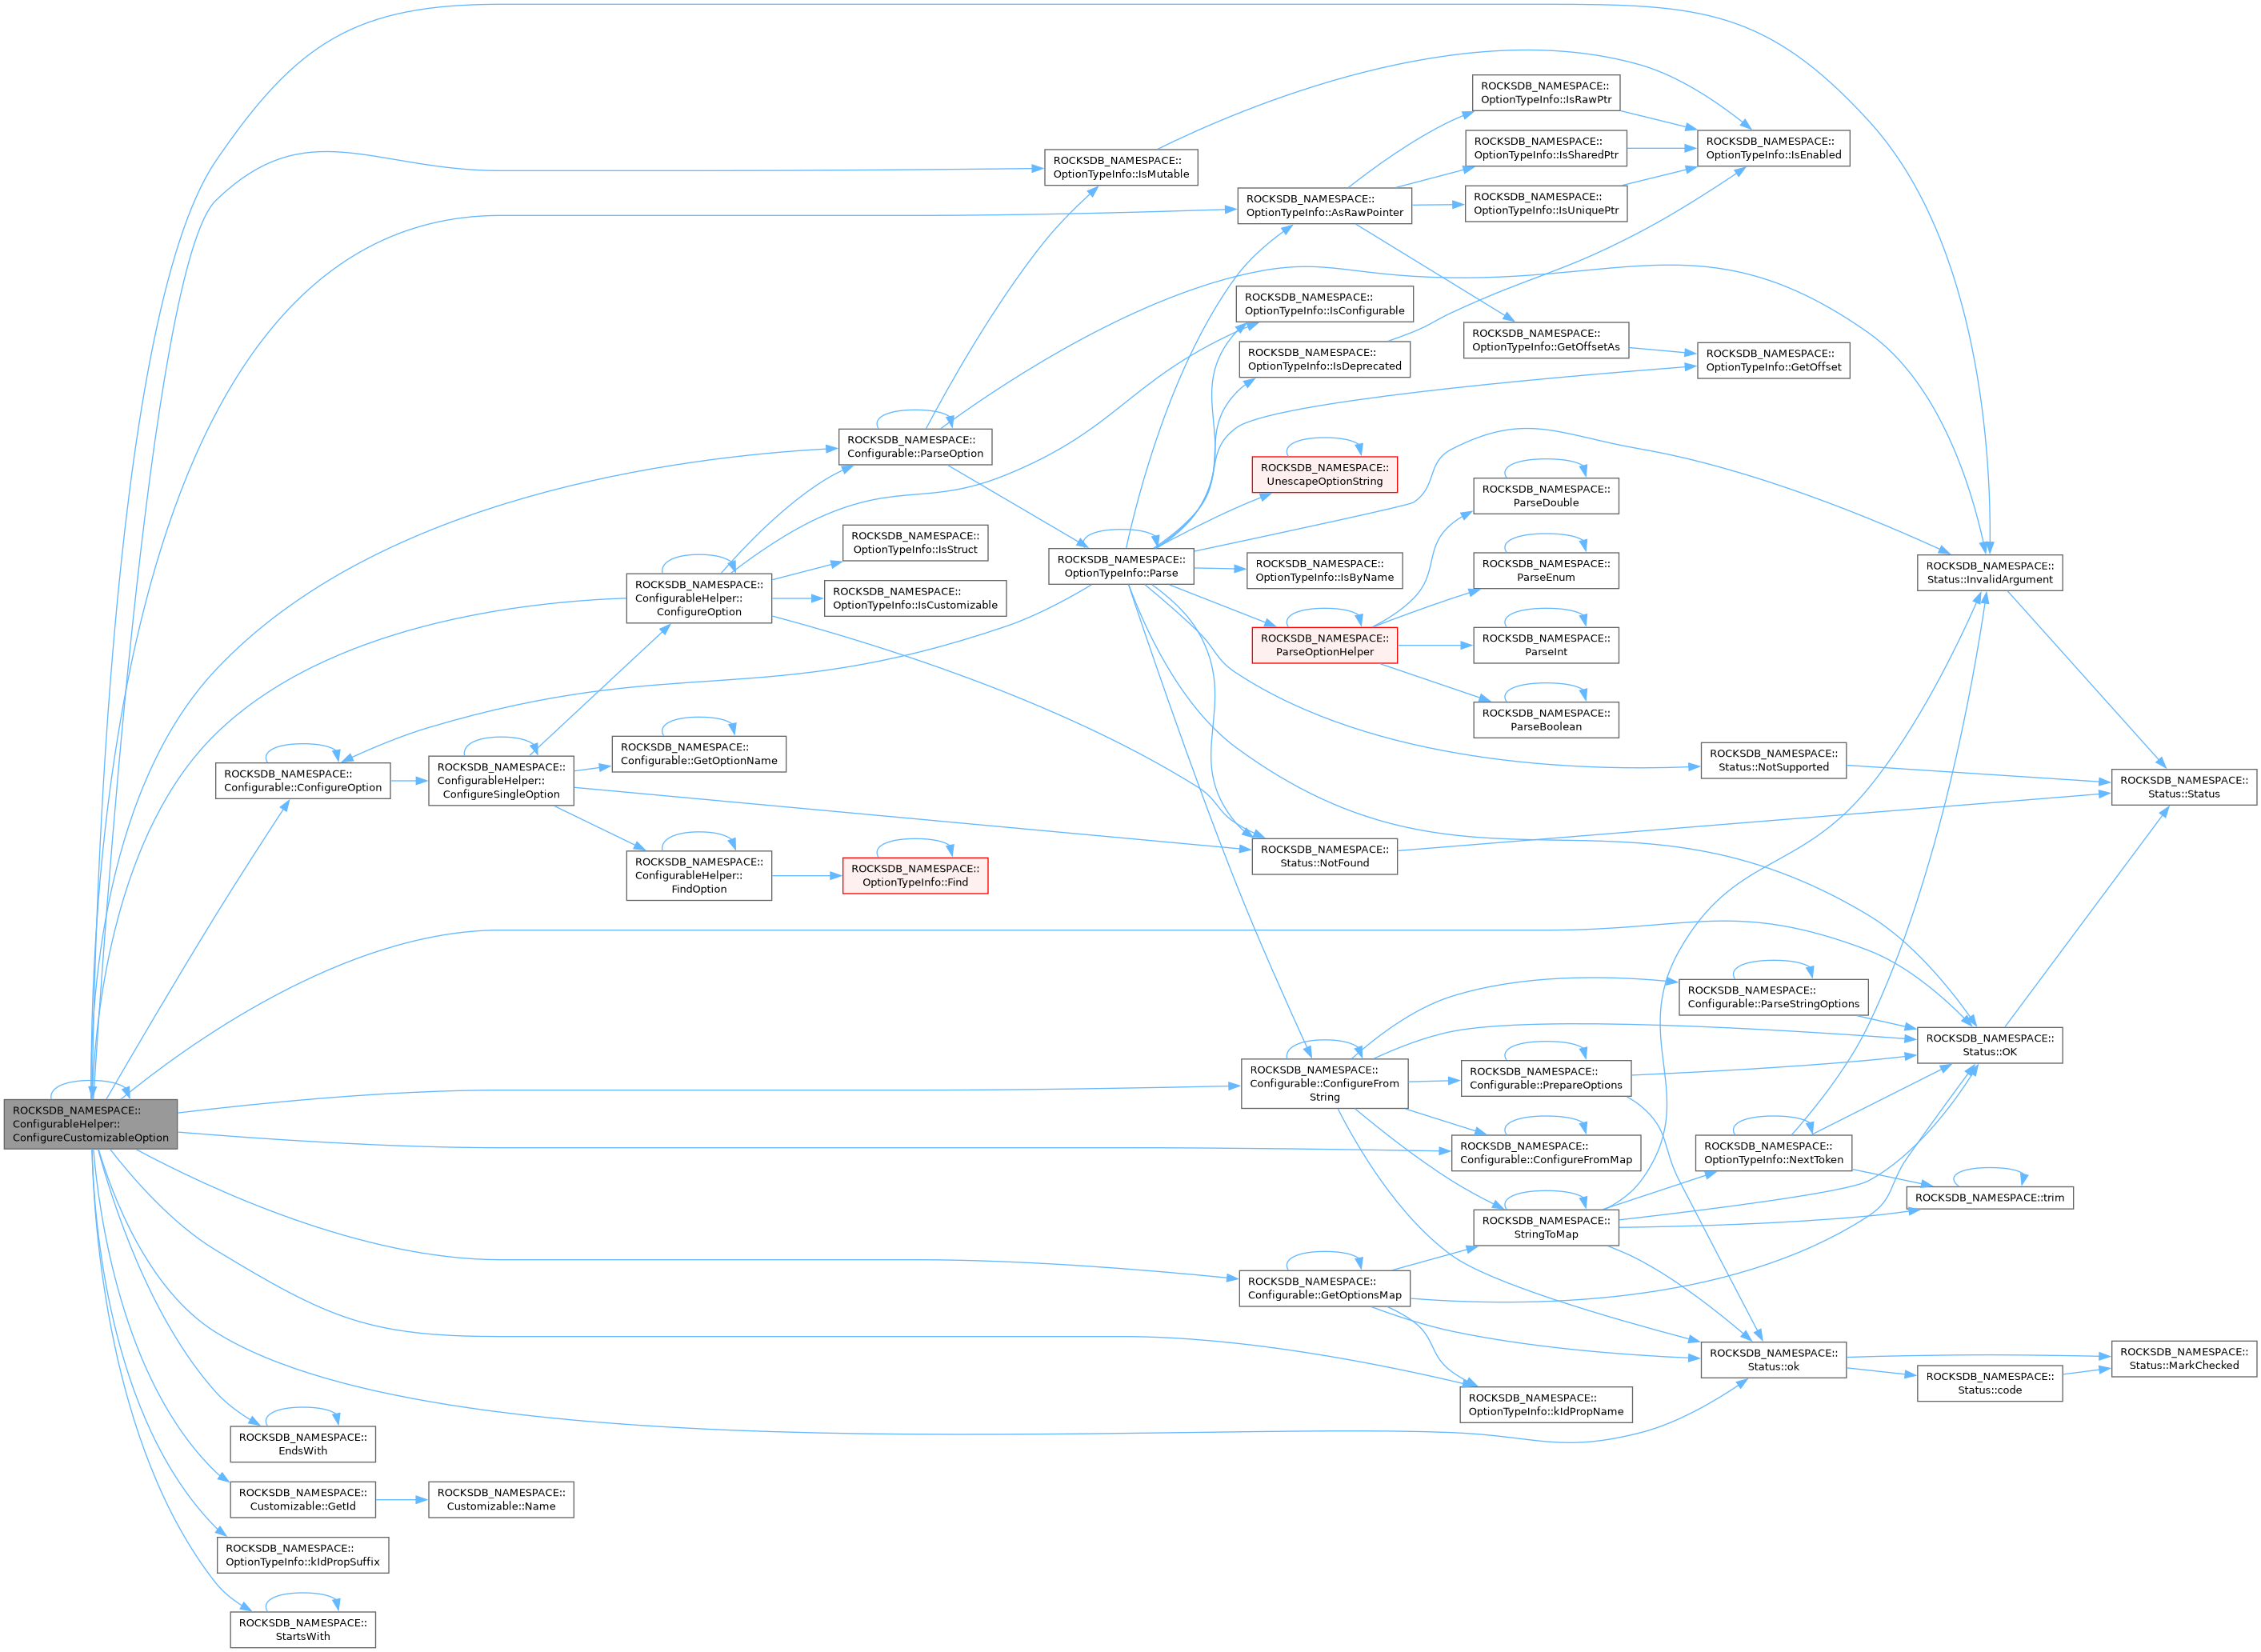 ROCKSDB_NAMESPACE::
OptionTypeInfo::IsRawPtr
ROCKSDB_NAMESPACE::
OptionTypeInfo::IsSharedPtr
ROCKSDB_NAMESPACE::
OptionTypeInfo::IsEnabled
ROCKSDB_NAMESPACE::
OptionTypeInfo::IsMutable
ROCKSDB_NAMESPACE::
OptionTypeInfo::AsRawPointer
ROCKSDB_NAMESPACE::
OptionTypeInfo::IsUniquePtr
ROCKSDB_NAMESPACE::
OptionTypeInfo::IsConfigurable
ROCKSDB_NAMESPACE::
OptionTypeInfo::GetOffsetAs
ROCKSDB_NAMESPACE::
OptionTypeInfo::IsDeprecated
ROCKSDB_NAMESPACE::
OptionTypeInfo::GetOffset
ROCKSDB_NAMESPACE::
Configurable::ParseOption
ROCKSDB_NAMESPACE::
UnescapeOptionString
ROCKSDB_NAMESPACE::
ParseDouble
ROCKSDB_NAMESPACE::
OptionTypeInfo::IsStruct
ROCKSDB_NAMESPACE::
OptionTypeInfo::Parse
ROCKSDB_NAMESPACE::
OptionTypeInfo::IsByName
ROCKSDB_NAMESPACE::
ParseEnum
ROCKSDB_NAMESPACE::
Status::InvalidArgument
ROCKSDB_NAMESPACE::
ConfigurableHelper::
ConfigureOption
ROCKSDB_NAMESPACE::
OptionTypeInfo::IsCustomizable
ROCKSDB_NAMESPACE::
ParseOptionHelper
ROCKSDB_NAMESPACE::
ParseInt
ROCKSDB_NAMESPACE::
ParseBoolean
ROCKSDB_NAMESPACE::
Configurable::GetOptionName
ROCKSDB_NAMESPACE::
Status::NotSupported
ROCKSDB_NAMESPACE::
Configurable::ConfigureOption
ROCKSDB_NAMESPACE::
ConfigurableHelper::
ConfigureSingleOption
ROCKSDB_NAMESPACE::
Status::Status
ROCKSDB_NAMESPACE::
Status::NotFound
ROCKSDB_NAMESPACE::
ConfigurableHelper::
FindOption
ROCKSDB_NAMESPACE::
OptionTypeInfo::Find
ROCKSDB_NAMESPACE::
Configurable::ParseStringOptions
ROCKSDB_NAMESPACE::
Status::OK
ROCKSDB_NAMESPACE::
Configurable::ConfigureFrom
String
ROCKSDB_NAMESPACE::
Configurable::PrepareOptions
ROCKSDB_NAMESPACE::
ConfigurableHelper::
ConfigureCustomizableOption
ROCKSDB_NAMESPACE::
Configurable::ConfigureFromMap
ROCKSDB_NAMESPACE::
OptionTypeInfo::NextToken
ROCKSDB_NAMESPACE::trim
ROCKSDB_NAMESPACE::
StringToMap
ROCKSDB_NAMESPACE::
Configurable::GetOptionsMap
ROCKSDB_NAMESPACE::
Status::ok
ROCKSDB_NAMESPACE::
Status::MarkChecked
ROCKSDB_NAMESPACE::
Status::code
ROCKSDB_NAMESPACE::
OptionTypeInfo::kIdPropName
ROCKSDB_NAMESPACE::
EndsWith
ROCKSDB_NAMESPACE::
Customizable::GetId
ROCKSDB_NAMESPACE::
Customizable::Name
ROCKSDB_NAMESPACE::
OptionTypeInfo::kIdPropSuffix
ROCKSDB_NAMESPACE::
StartsWith